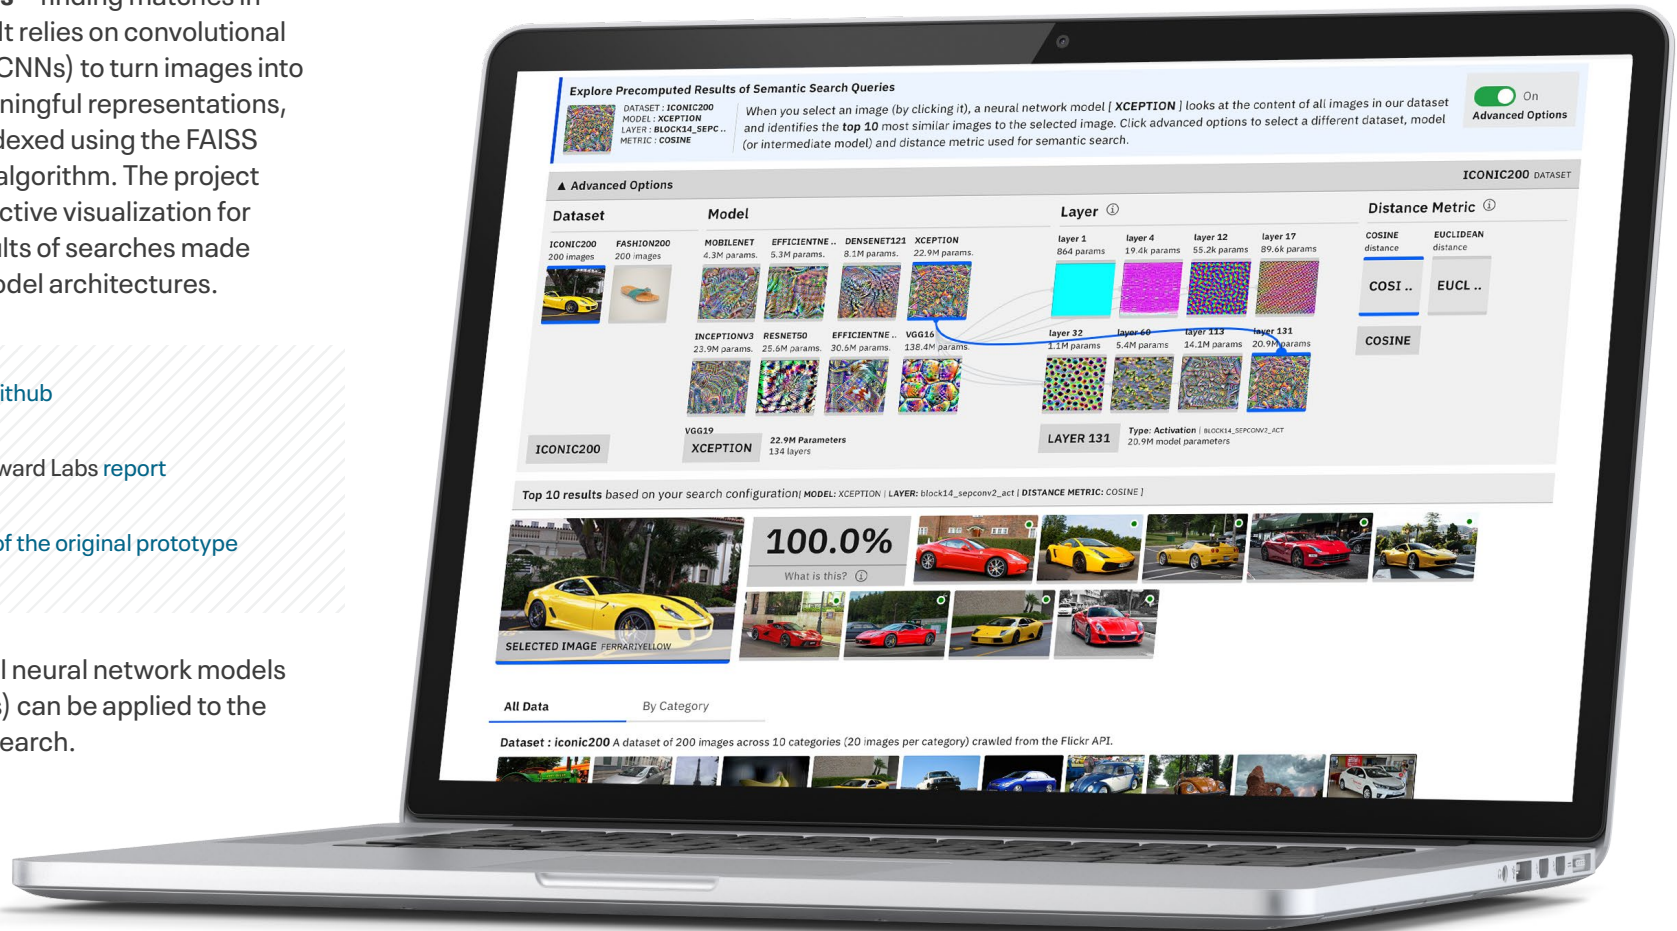 s – finding matches in
It relies on convolutional
CNNs) to turn images into
ningful representations,
dexed using the FAISS
algorithm. The project
ctive visualization for
ults of searches made
odel architectures.
ithub
ward Labs report
of the original prototype
l neural network models
s) can be applied to the
earch.
Explore Precomputed Results of Semantic Search Queries
DATASET : ICONIC200
MODEL : XCEPTION
LAYER : BLOCK14_SEPC ..
METRIC : COSINE
When you select an image (by clicking it), a neural network model [ XCEPTION ] looks at the content of all images in our dataset
and identifies the top 10 most similar images to the selected image. Click advanced options to select a different dataset, model
(or intermediate model) and distance metric used for semantic search.
On
Advanced Options
▲ Advanced Options
ICONIC200 DATASET
Dataset
Model
Layer ⓘ
Distance Metric ⓘ
ICONIC200
200 images
FASHION200
200 images
MOBILENET
4.3M params.
EFFICIENTNE ..
5.3M params.
DENSENET121
8.1M params.
XCEPTION
22.9M params.
layer 1
864 params
layer 4
19.4k params
layer 12
55.2k params
layer 17
89.6k params
COSINE
distance
EUCLIDEAN
distance
COSI ..
EUCL ..
INCEPTIONV3
23.9M params.
RESNET50
25.6M params.
EFFICIENTNE ..
30.6M params.
VGG16
138.4M params.
layer 32
1.1M params
layer 60
5.4M params
layer 113
14.1M params
layer 131
20.9M params
COSINE
VGG19
ICONIC200
XCEPTION
22.9M Parameters
134 layers
LAYER 131
Type: Activation | BLOCK14_SEPCONV2_ACT
20.9M model parameters
Top 10 results based on your search configuration[ MODEL: XCEPTION | LAYER: block14_sepconv2_act | DISTANCE METRIC: COSINE ]
100.0%
What is this? ⓘ
SELECTED IMAGE FERRARIYELLOW
All Data
By Category
Dataset : iconic200 A dataset of 200 images across 10 categories (20 images per category) crawled from the Flickr API.